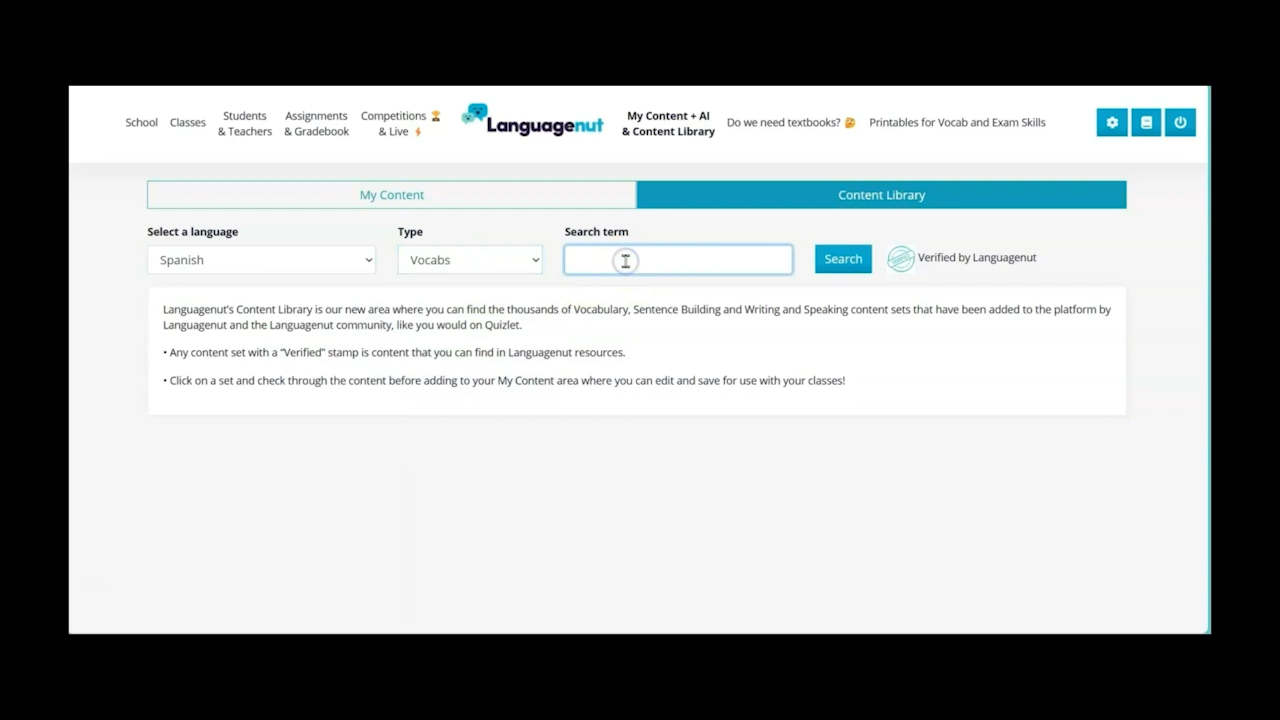 School
Classes
Students
& Teachers
Assignments
& Gradebook
Competitions 🏆
& Live ⚡
Languagenut
My Content + AI
& Content Library
Do we need textbooks? 🤔
Printables for Vocab and Exam Skills
My Content
Content Library
Select a language
Type
Search term
Spanish
Vocabs
Search
Verified by Languagenut
Languagenut's Content Library is our new area where you can find the thousands of Vocabulary, Sentence Building and Writing and Speaking content sets that have been added to the platform by
Languagenut and the Languagenut community, like you would on Quizlet.
• Any content set with a “Verified” stamp is content that you can find in Languagenut resources.
• Click on a set and check through the content before adding to your My Content area where you can edit and save for use with your classes!